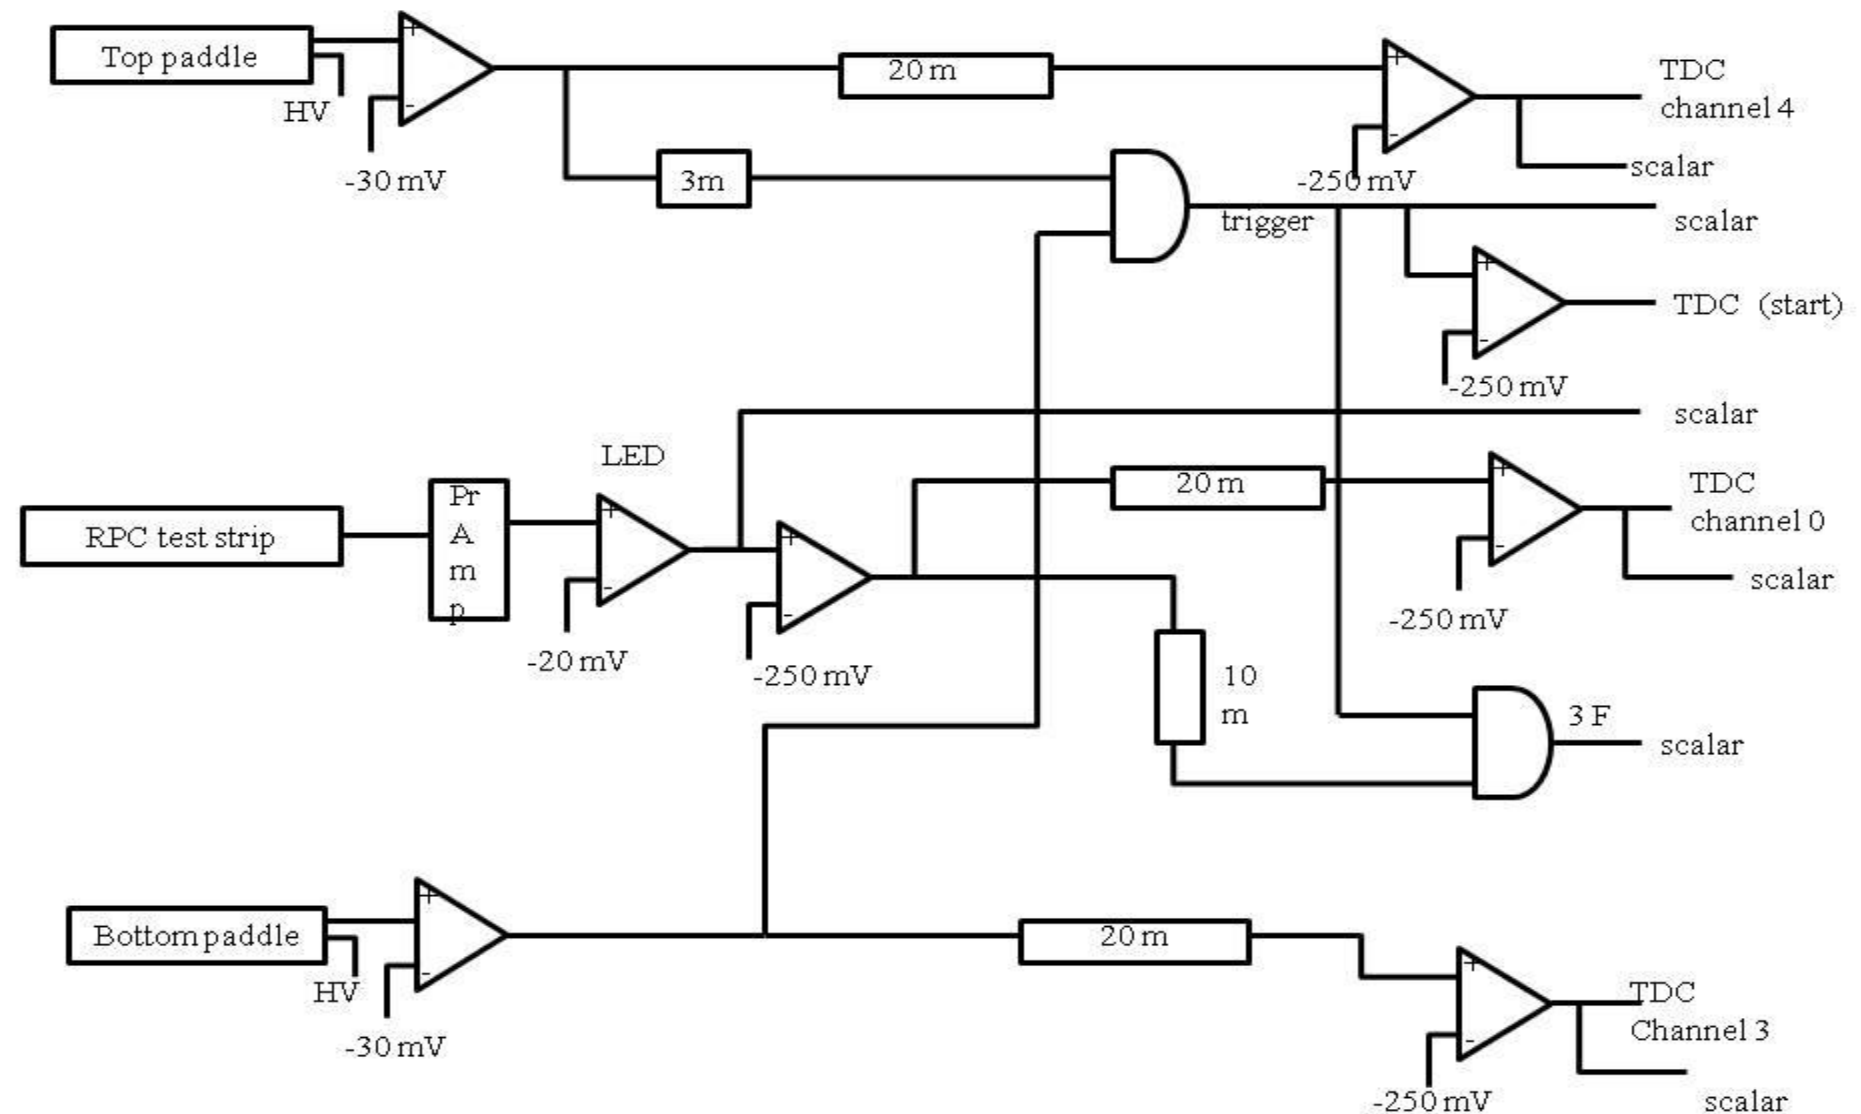 Top paddle
HV
+
-
-30 mV
20 m
3m
+
-
-250 mV
TDC
channel 4
scalar
trigger
scalar
+
-
-250 mV
TDC (start)
scalar
LED
RPC test strip
Pr
A
m
p
+
-
-20 mV
+
-
-250 mV
20 m
+
-
-250 mV
TDC
channel 0
scalar
10
m
3 F
scalar
Bottom paddle
HV
+
-
-30 mV
20 m
+
-
-250 mV
TDC
Channel 3
scalar